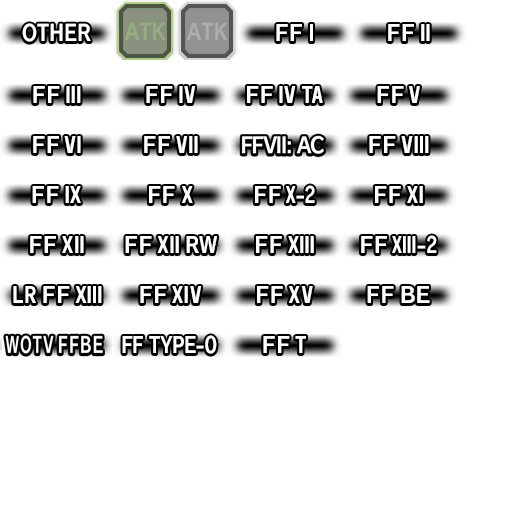 OTHER ATK ATK FF I FF II
FF III FF IV FF IV TA FF V
FF VI FF VII FFVII: AC FF VIII
FF IX FF X FF X-2 FF XI
FF XII FF XII RW FF XIII FF XIII-2
LR FF XIII FF XIV FF XV FF BE
WOTV FFBE FF TYPE-0 FF T